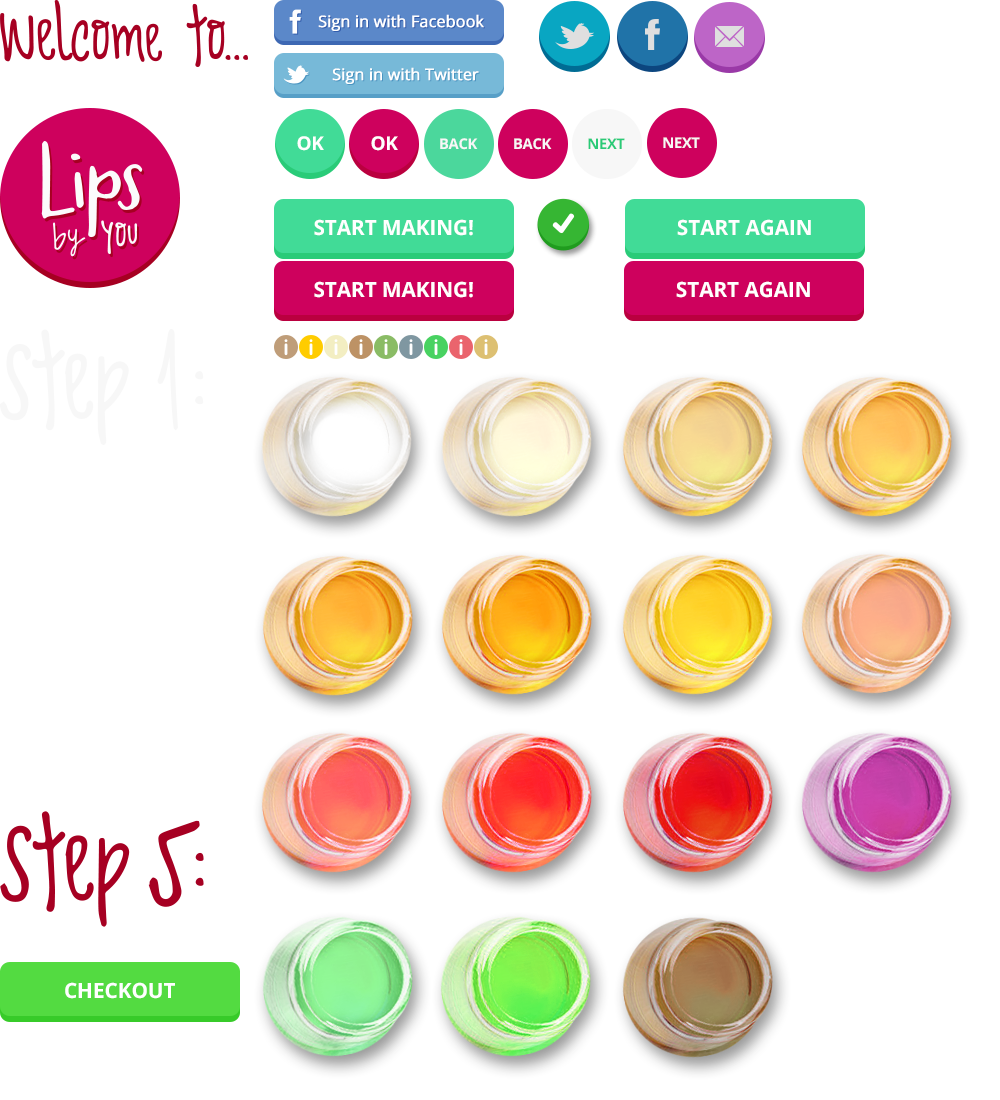 Welcome to...
f Sign in with Facebook
Sign in with Twitter
f
OK
OK
BACK
BACK
NEXT
NEXT
Lips
by YOU
START MAKING!
START AGAIN
START MAKING!
START AGAIN
i i i i i i i i i
Step 1:
Step 5:
CHECKOUT